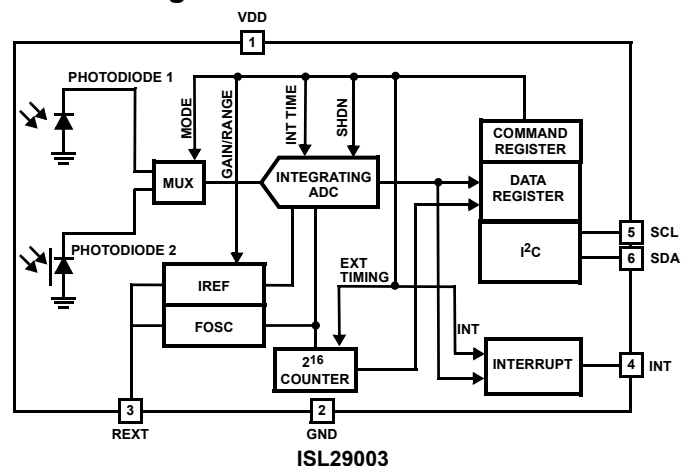 VDD
1
PHOTODIODE 1
MODE
GAIN/RANGE
INT TIME
SHDN
COMMAND
REGISTER
MUX
INTEGRATING
ADC
DATA
REGISTER
PHOTODIODE 2
I2C
5 SCL
6 SDA
EXT
TIMING
IREF
FOSC
INT
216
COUNTER
INTERRUPT
4 INT
3
REXT
2
GND
ISL29003